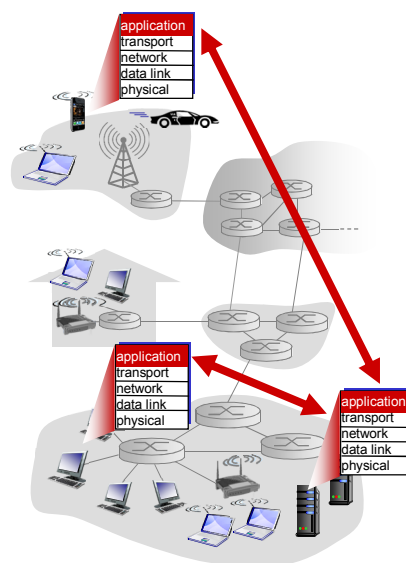 application
transport
network
data link
physical
application
transport
network
data link
physical
application
transport
network
data link
physical